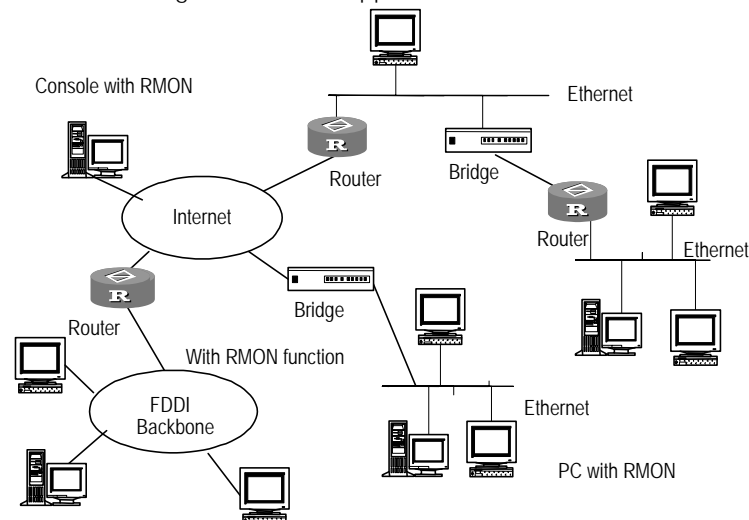 Console with RMON
Ethernet
R
Router
Bridge
Internet
R
Router
Ethernet
R
Router
Bridge
With RMON function
FDDI
Backbone
Ethernet
PC with RMON